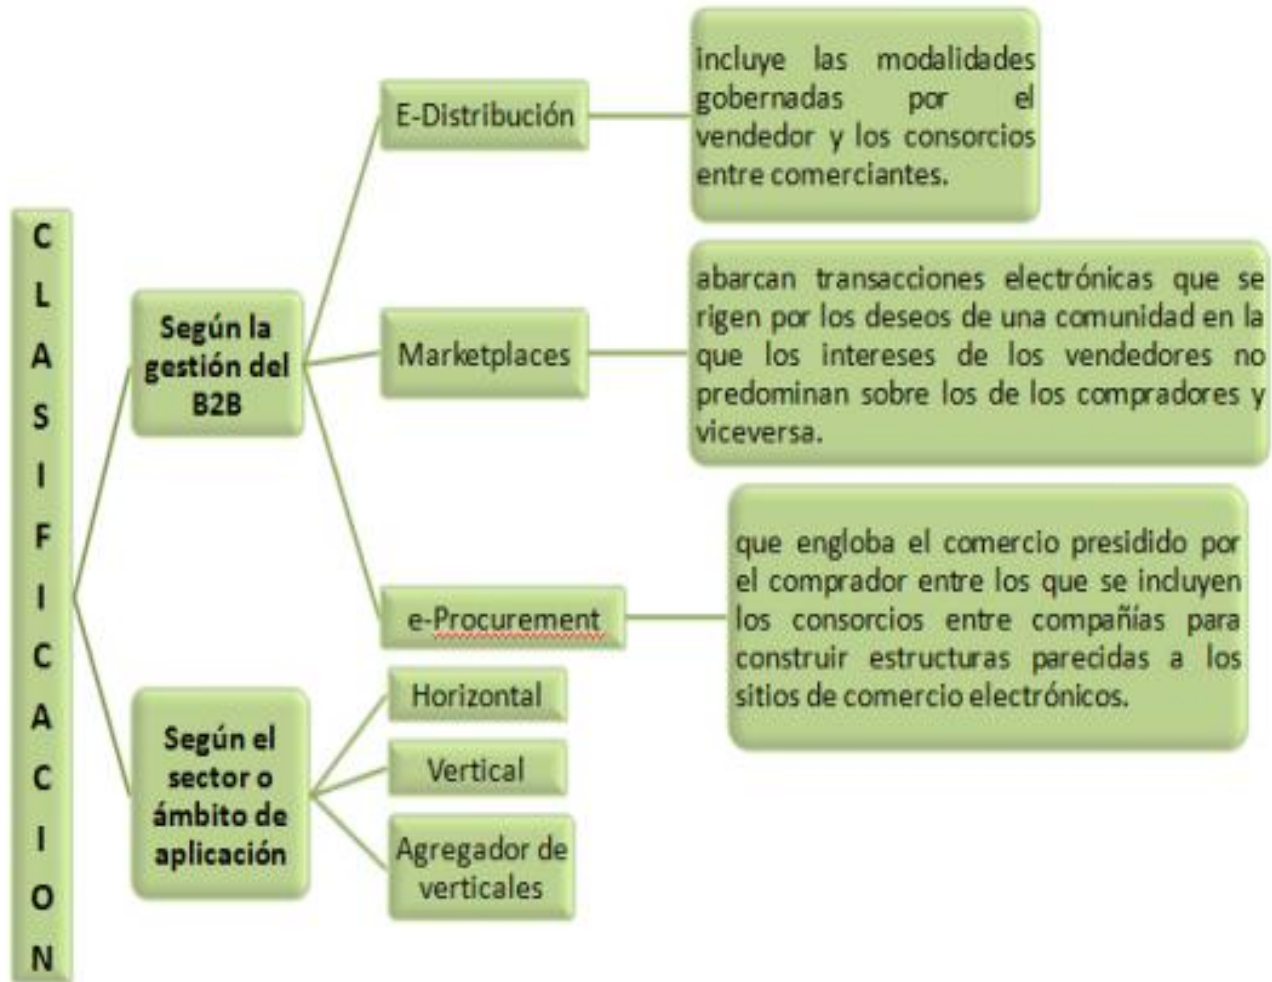 CLASIFICACION
Según la
gestión del
B2B
E-Distribución
incluye las modalidades
gobernadas por el
vendedor y los consorcios
entre comerciantes.
Marketplaces
abarcan transacciones electrónicas que se
rigen por los deseos de una comunidad en la
que los intereses de los vendedores no
predominan sobre los de los compradores y
viceversa.
e-Procurement
que engloba el comercio presidido por
el comprador entre los que se incluyen
los consorcios entre compañías para
construir estructuras parecidas a los
sitios de comercio electrónicos.
Según el
sector o
ámbito de
aplicación
Horizontal
Vertical
Agregador de
verticales